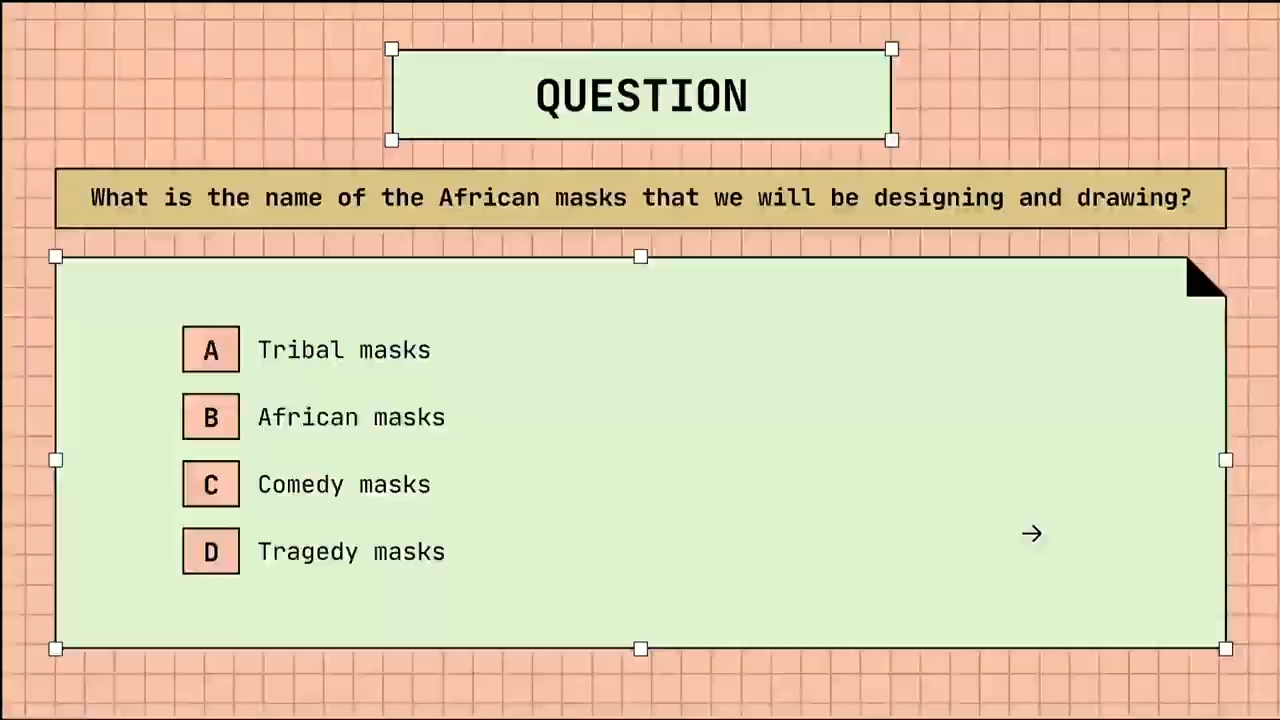 QUESTION
What is the name of the African masks that we will be designing and drawing?
A Tribal masks
B African masks
C Comedy masks
D Tragedy masks